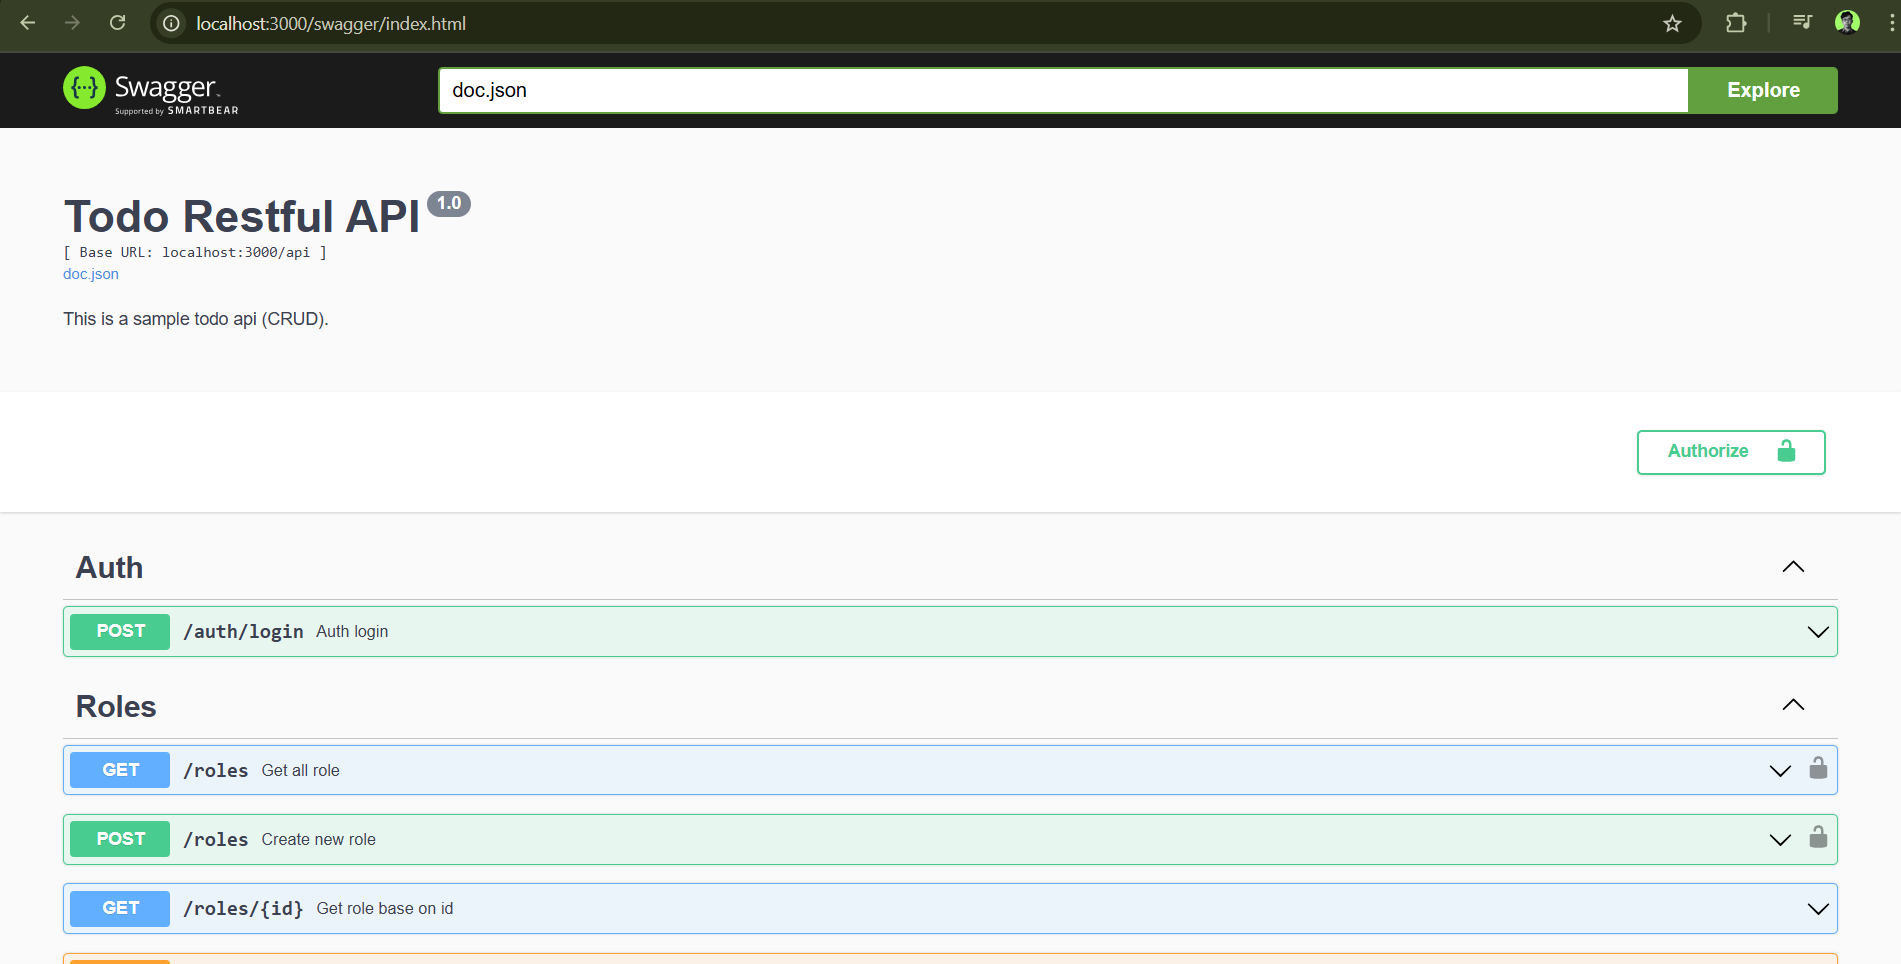 localhost:3000/swagger/index.html
{...} Swagger™
Supported by SMARTBEAR
doc.json
Explore
Todo Restful API 1.0
[ Base URL: localhost:3000/api ]
doc.json
This is a sample todo api (CRUD).
Authorize
Auth
POST /auth/login Auth login
Roles
GET /roles Get all role
POST /roles Create new role
GET /roles/{id} Get role base on id